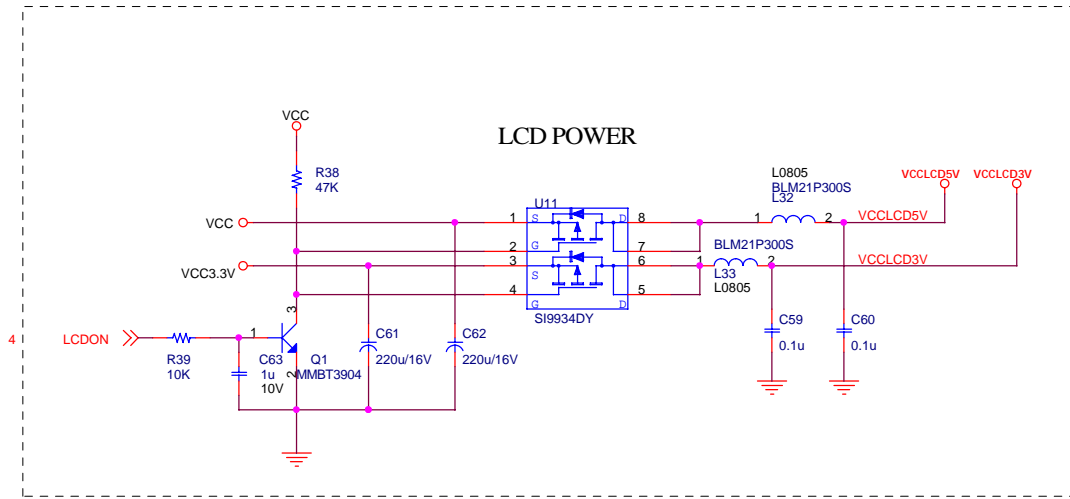 VCC
LCD POWER
R38
47K
L0805
BLM21P300S
L32
VCCLCD5V
VCCLCD3V
U11
VCC
1
S
D
8
1
2
VCCLCD5V
2
G
7
BLM21P300S
VCC3.3V
3
S
6
1
2
VCCLCD3V
L33
L0805
4
G
D
5
SI9934DY
3
4
LCDON
1
R39
10K
C63
1u
10V
Q1
MMBT3904
2
C61
220u/16V
C62
220u/16V
C59
0.1u
C60
0.1u